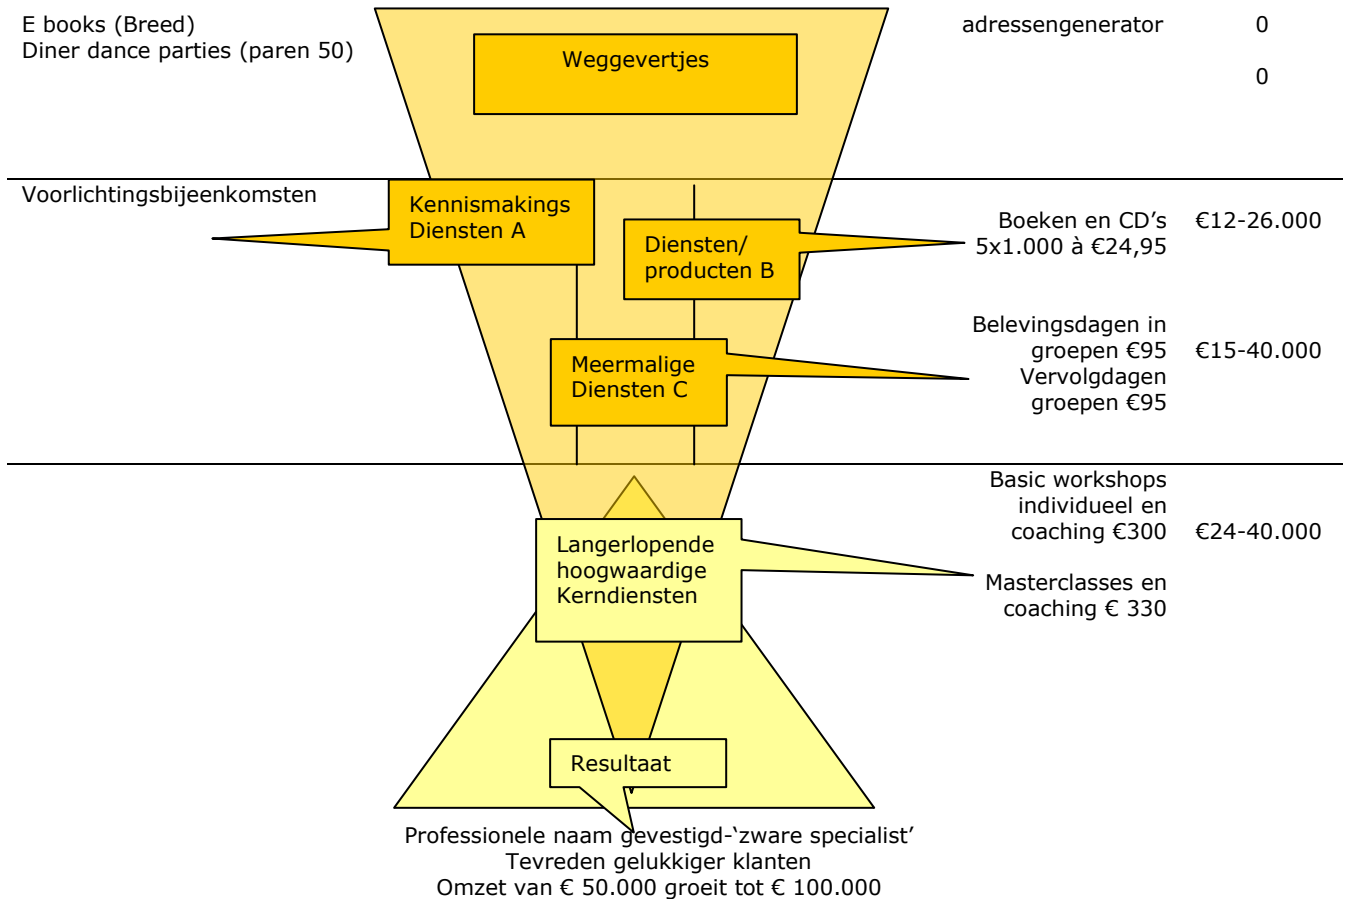 E books (Breed)
Diner dance parties (paren 50)
Weggevertjes
adressengenerator 0
0
Voorlichtingsbijeenkomsten
Kennismakings
Diensten A
Diensten/
producten B
Boeken en CD’s €12-26.000
5x1.000 à €24,95
Meermalige
Diensten C
Belevingsdagen in
groepen €95 €15-40.000
Vervolgdagen
groepen €95
Basic workshops
individueel en
coaching €300 €24-40.000
Langerlopende
hoogwaardige
Kerndiensten
Masterclasses en
coaching € 330
Resultaat
Professionele naam gevestigd-‘zware specialist’
Tevreden gelukkiger klanten
Omzet van € 50.000 groeit tot € 100.000